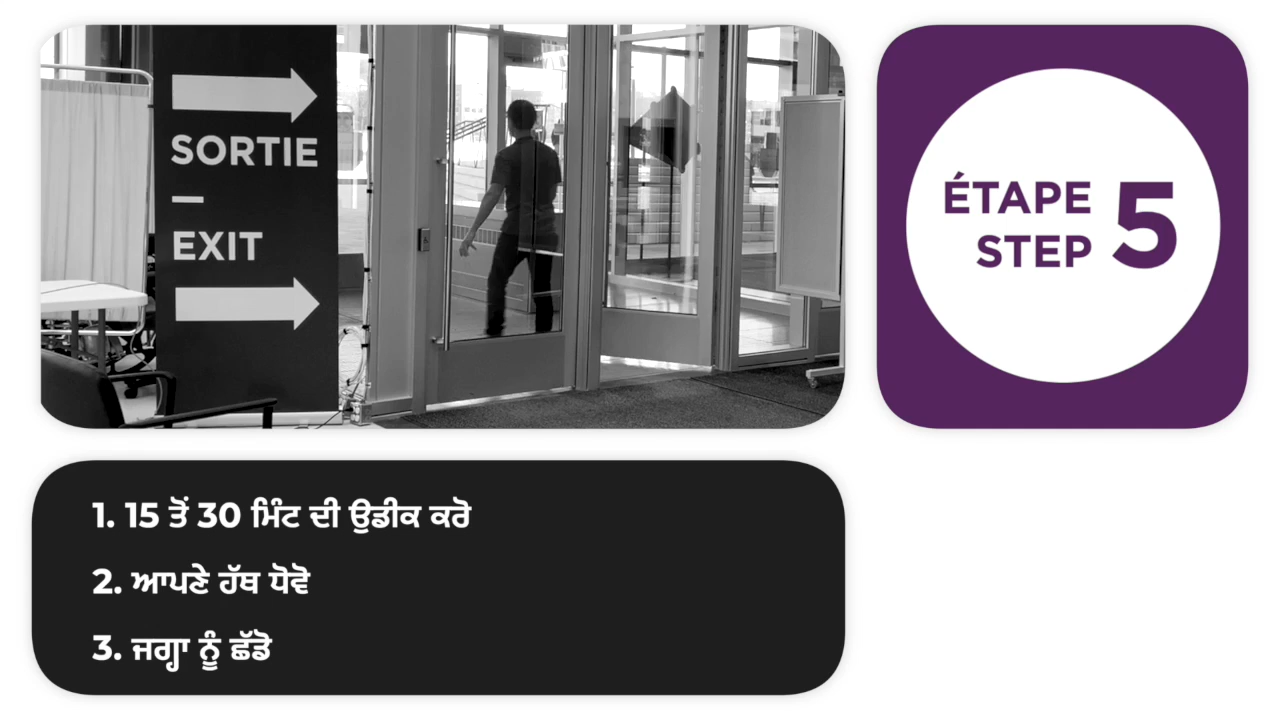 SORTIE
–
EXIT
ÉTAPE
STEP
5
1. 15 ਤੋਂ 30 ਮਿੰਟ ਦੀ ਉਡੀਕ ਕਰੋ
2. ਆਪਣੇ ਹੱਥ ਧੋਵੋ
3. ਜਗ੍ਹਾ ਨੂੰ ਛੱਡੋ